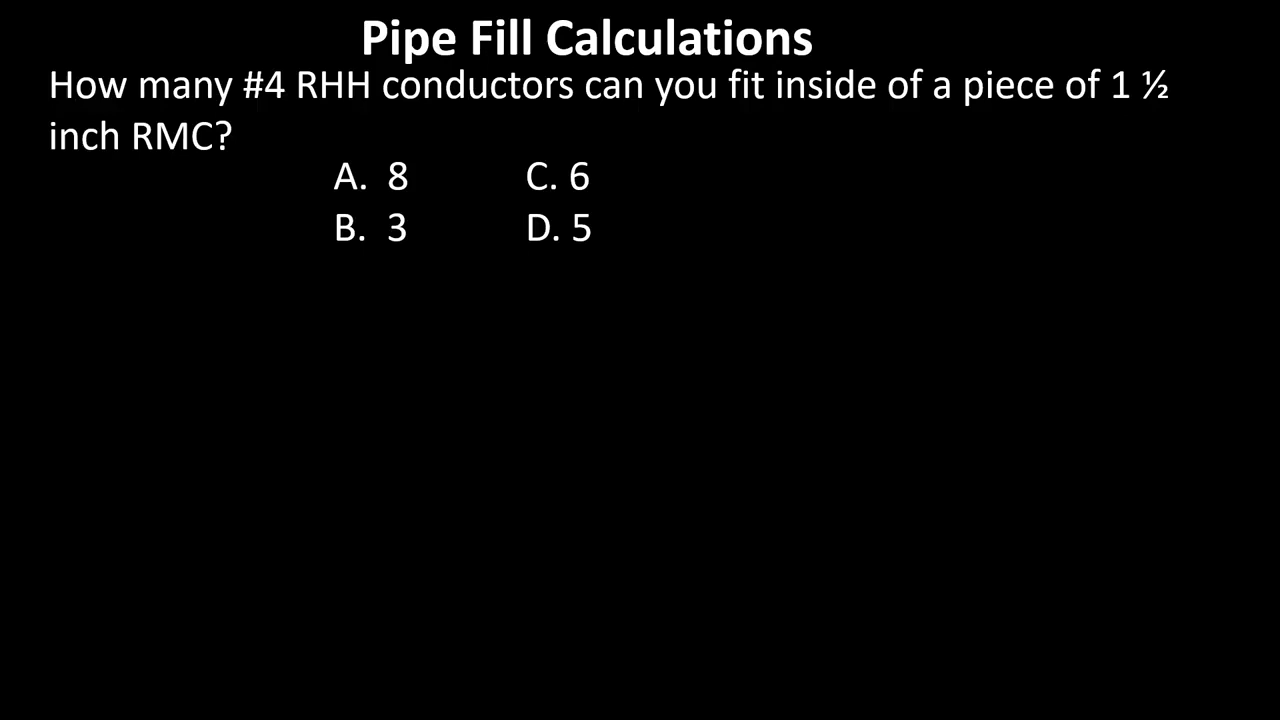 Pipe Fill Calculations
How many #4 RHH conductors can you fit inside of a piece of 1 ½
inch RMC?
A. 8 C. 6
B. 3 D. 5